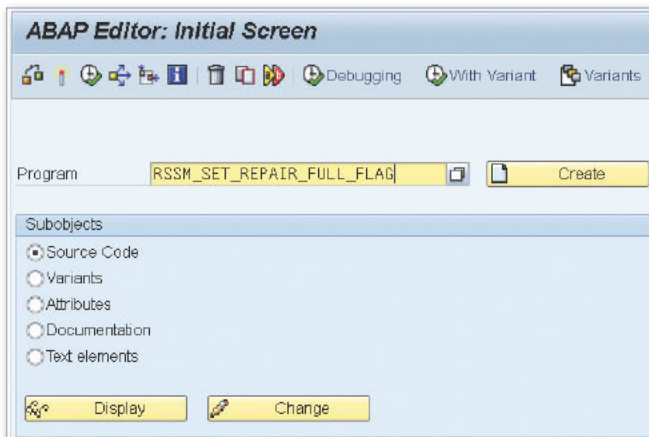 ABAP Editor: Initial Screen
Debugging With Variant Variants
Program RSSM_SET_REPAIR_FULL_FLAG Create
Subobjects
Source Code
Variants
Attributes
Documentation
Text elements
Display Change